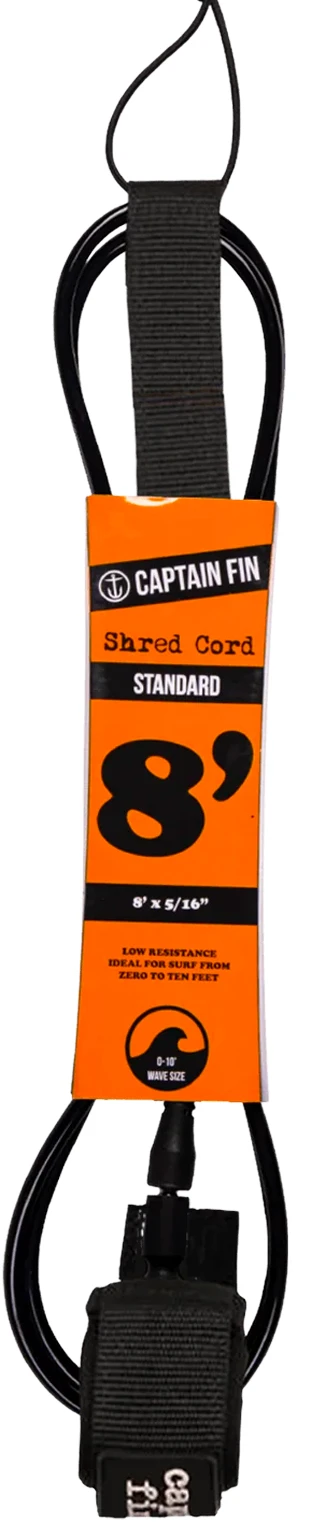 CAPTAIN FIN
Shred Cord
STANDARD
8'
8' x 5/16"
LOW RESISTANCE
IDEAL FOR SURF FROM
ZERO TO TEN FEET
0-10'
WAVE SIZE